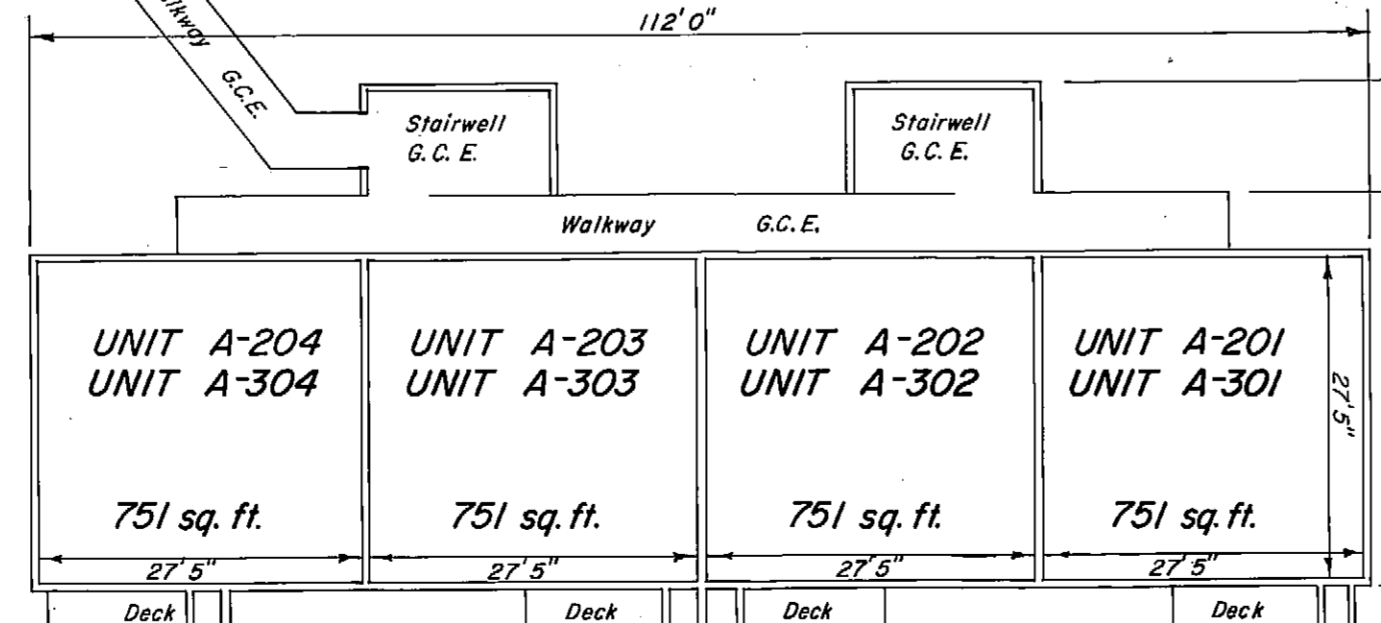 112'0"
Walkway G.C.E.
Stairwell
G.C.E.
Stairwell
G.C.E.
Walkway G.C.E.
UNIT A-204
UNIT A-304
751 sq. ft.
27'5"
UNIT A-203
UNIT A-303
751 sq. ft.
27'5"
UNIT A-202
UNIT A-302
751 sq. ft.
27'5"
UNIT A-201
UNIT A-301
751 sq. ft.
27'5"
27'5"
Deck
Deck
Deck
Deck